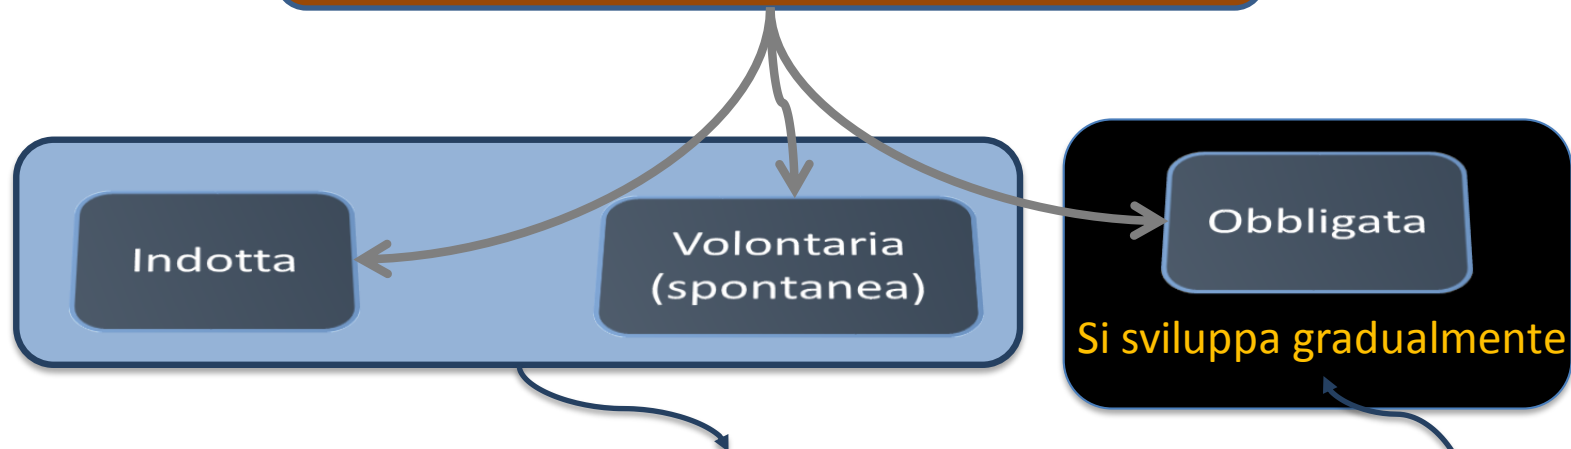 Indotta
Volontaria
(spontanea)
Obbligata
Si sviluppa gradualmente